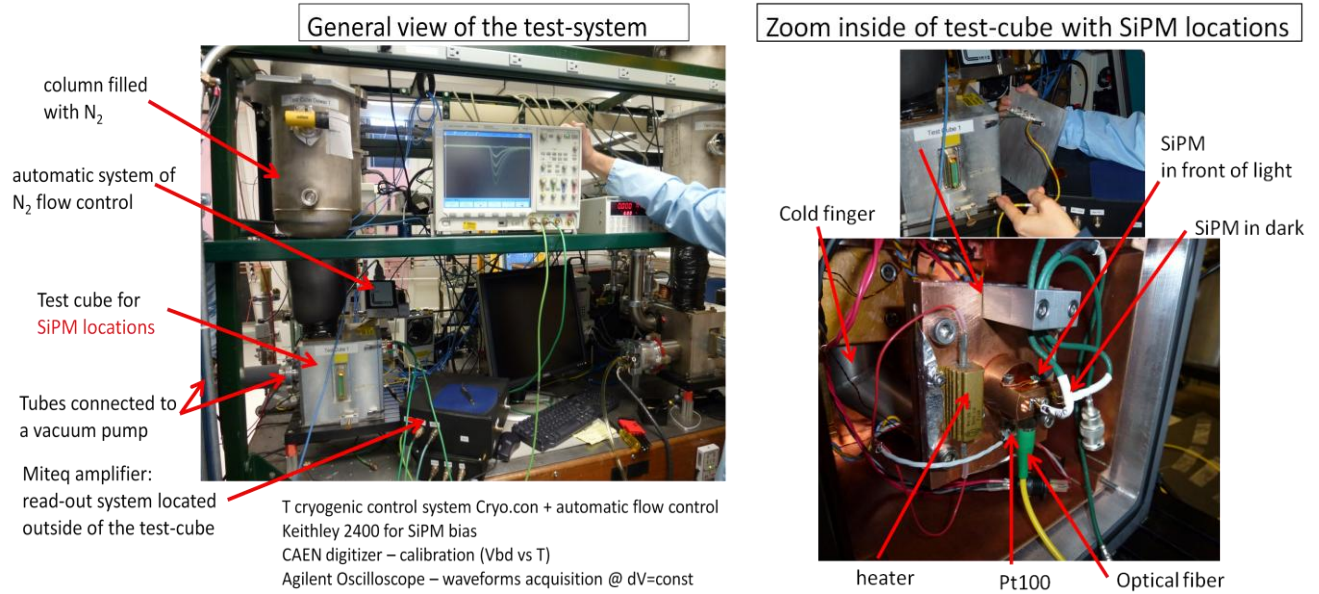 General view of the test-system
Zoom inside of test-cube with SiPM locations
column filled
with N2
automatic system of
N2 flow control
Test cube for
SiPM locations
Tubes connected to
a vacuum pump
Miteq amplifier:
read-out system located
outside of the test-cube
T cryogenic control system Cryo.con + automatic flow control
Keithley 2400 for SiPM bias
CAEN digitizer – calibration (Vbd vs T)
Agilent Oscilloscope – waveforms acquisition @ dV=const
Test Cube 1
SiPM
in front of light
Cold finger
SiPM in dark
heater
Pt100
Optical fiber